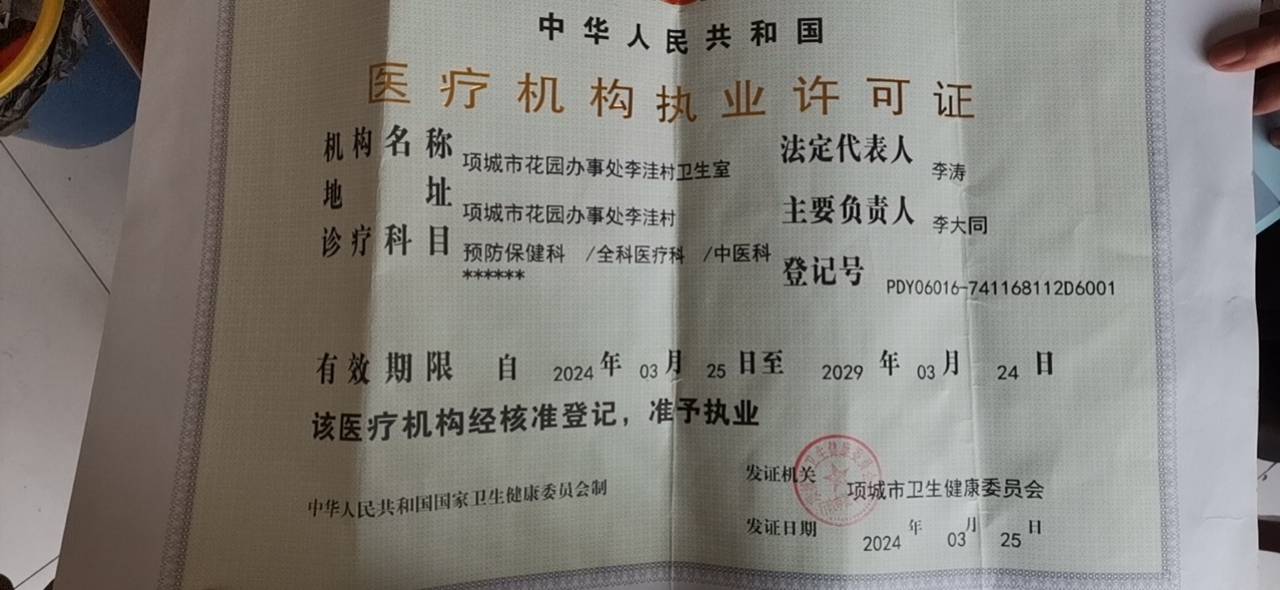 中华人民共和国
医疗机构执业许可证
机构名称 项城市花园办事处李洼村卫生室
法定代表人 李涛
地址 项城市花园办事处李洼村
主要负责人 李大同
诊疗科目 预防保健科 /全科医疗科 /中医科
******
登记号 PDY06016-741168112D6001
有效期限 自 2024 年 03 月 25 日至 2029 年 03 月 24 日
该医疗机构经核准登记，准予执业
发证机关 项城市卫生健康委员会
中华人民共和国国家卫生健康委员会制
发证日期 2024 年 03 月 25 日